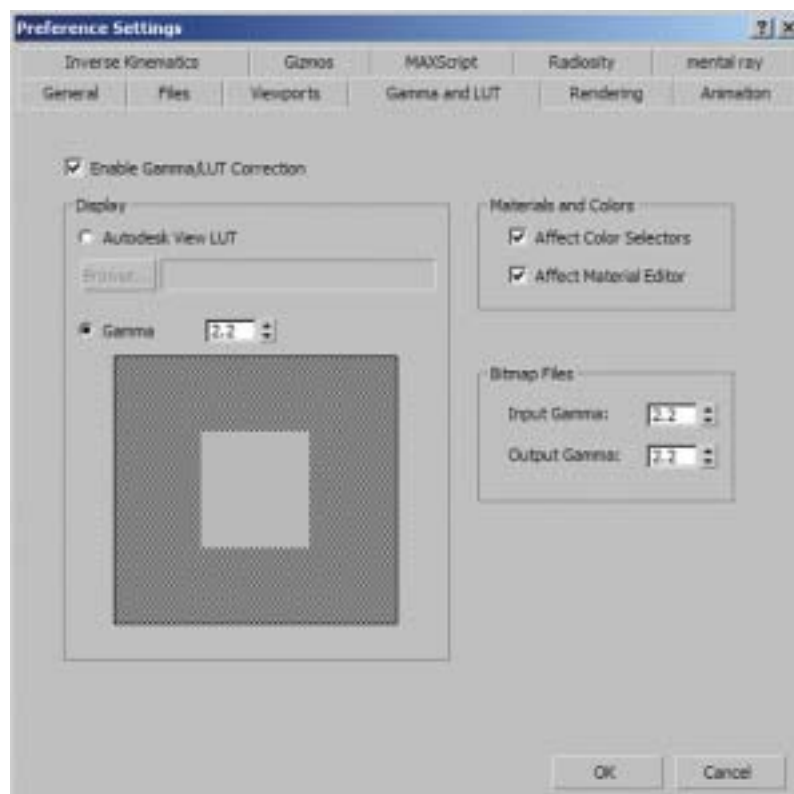 Preference Settings
Inverse Kinematics Gizmos MAXScript Radiosity mental ray
General Files Viewports Gamma and LUT Rendering Animation
Enable Gamma/LUT Correction
Display
Autodesk View LUT
Browse...
Gamma 2.2
Materials and Colors
Affect Color Selectors
Affect Material Editor
Bitmap Files
Input Gamma: 2.2
Output Gamma: 2.2
OK Cancel